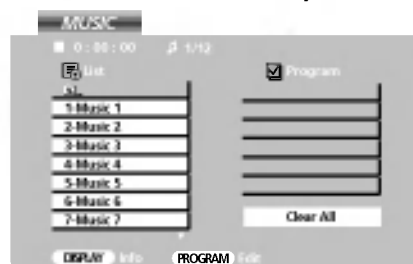 MUSIC
0:00:00 1/12
List Program
1-Music 1
2-Music 2
3-Music 3
4-Music 4
5-Music 5
6-Music 6
7-Music 7 Clear All
DISPLAY Info PROGRAM Edit